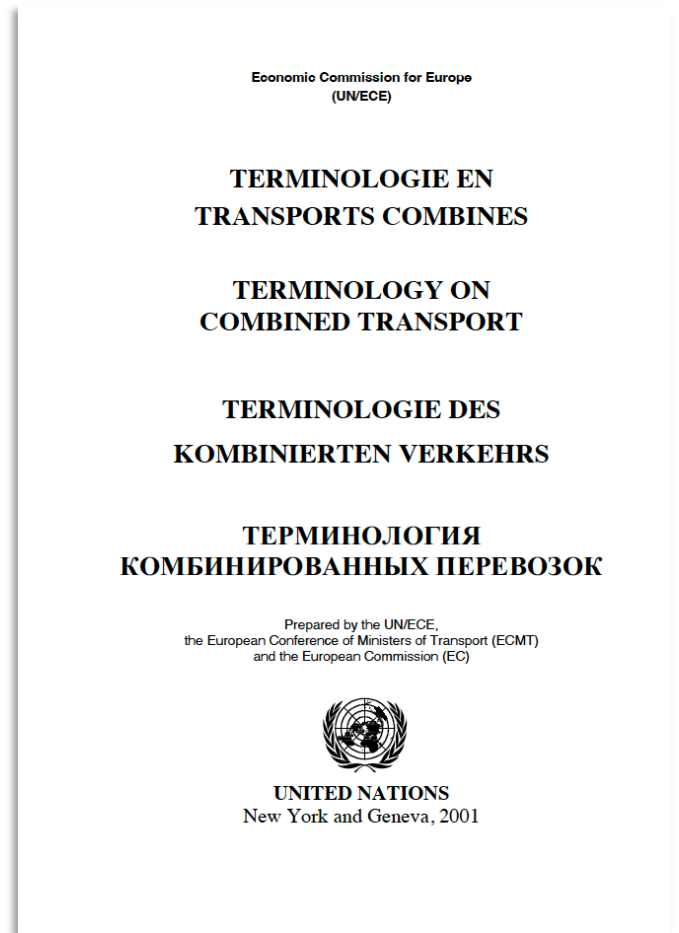 Economic Commission for Europe
(UN/ECE)
TERMINOLOGIE EN
TRANSPORTS COMBINES
TERMINOLOGY ON
COMBINED TRANSPORT
TERMINOLOGIE DES
KOMBINIERTEN VERKEHRS
ТЕРМИНОЛОГИЯ
КОМБИНИРОВАННЫХ ПЕРЕВОЗОК
Prepared by the UN/ECE,
the European Conference of Ministers of Transport (ECMT)
and the European Commission (EC)
UNITED NATIONS
New York and Geneva, 2001